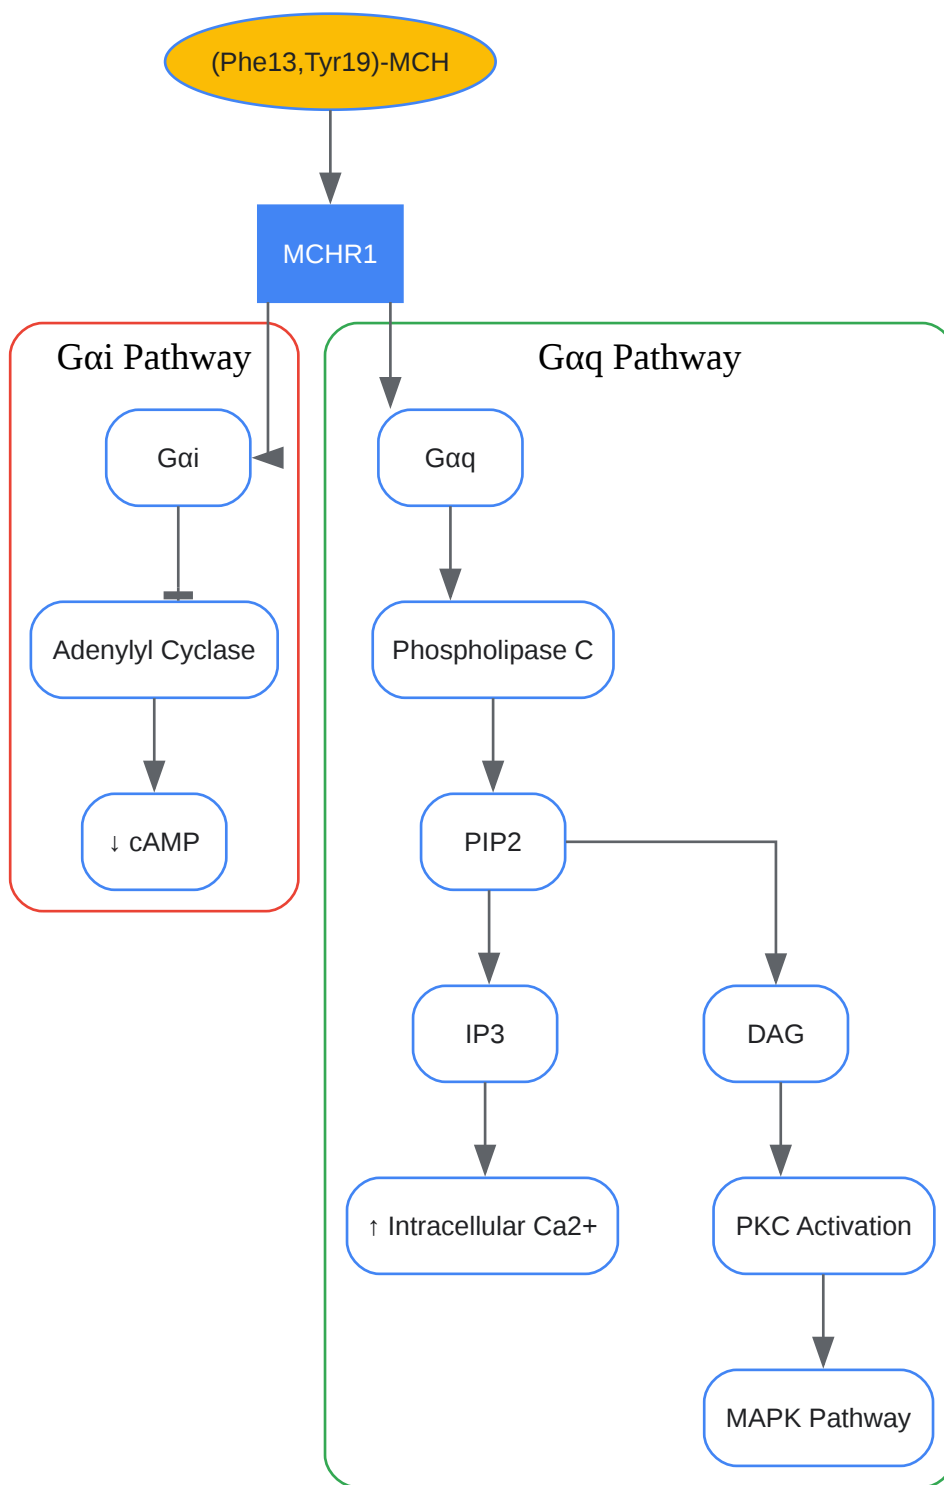 (Phe13,Tyr19)-MCH
MCHR1
Gαi Pathway
Gαi
Adenylyl Cyclase
↓ cAMP
Gαq Pathway
Gαq
Phospholipase C
PIP2
IP3
DAG
↑ Intracellular Ca2+
PKC Activation
MAPK Pathway